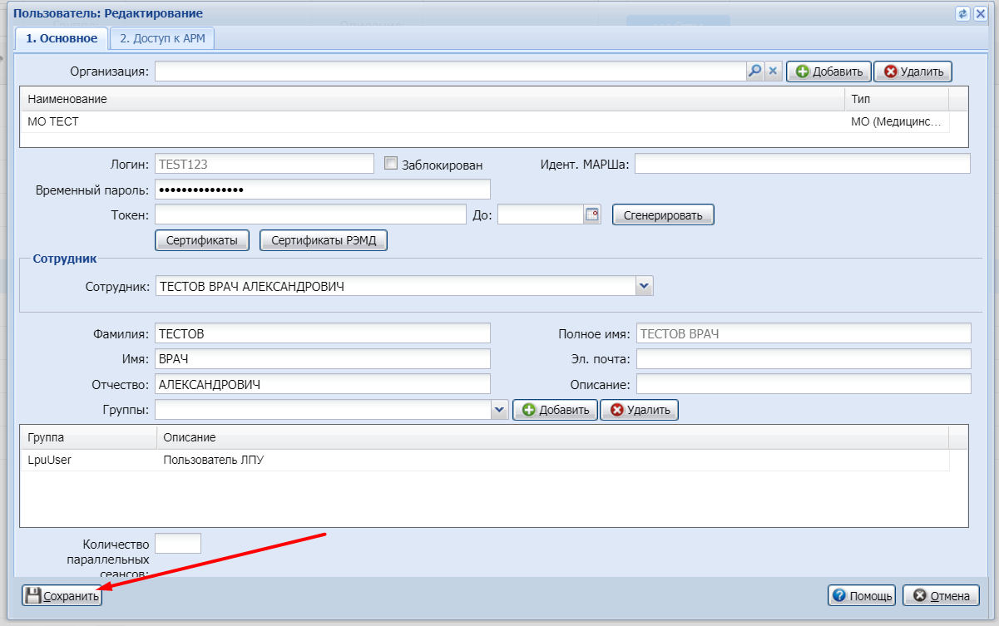 Пользователь: Редактирование
1. Основное 2. Доступ к АРМ
Организация: Добавить Удалить
Наименование Тип
МО ТЕСТ МО (Медицинс...
Логин: TEST123 Заблокирован Идент. МАРШа:
Временный пароль: •••••••••••••••
Токен: До: Сгенерировать
Сертификаты Сертификаты РЭМД
Сотрудник
Сотрудник: ТЕСТОВ ВРАЧ АЛЕКСАНДРОВИЧ
Фамилия: ТЕСТОВ Полное имя: ТЕСТОВ ВРАЧ
Имя: ВРАЧ Эл. почта:
Отчество: АЛЕКСАНДРОВИЧ Описание:
Группы: Добавить Удалить
Группа Описание
LpuUser Пользователь ЛПУ
Количество
параллельных
сеансов:
Сохранить Помощь Отмена